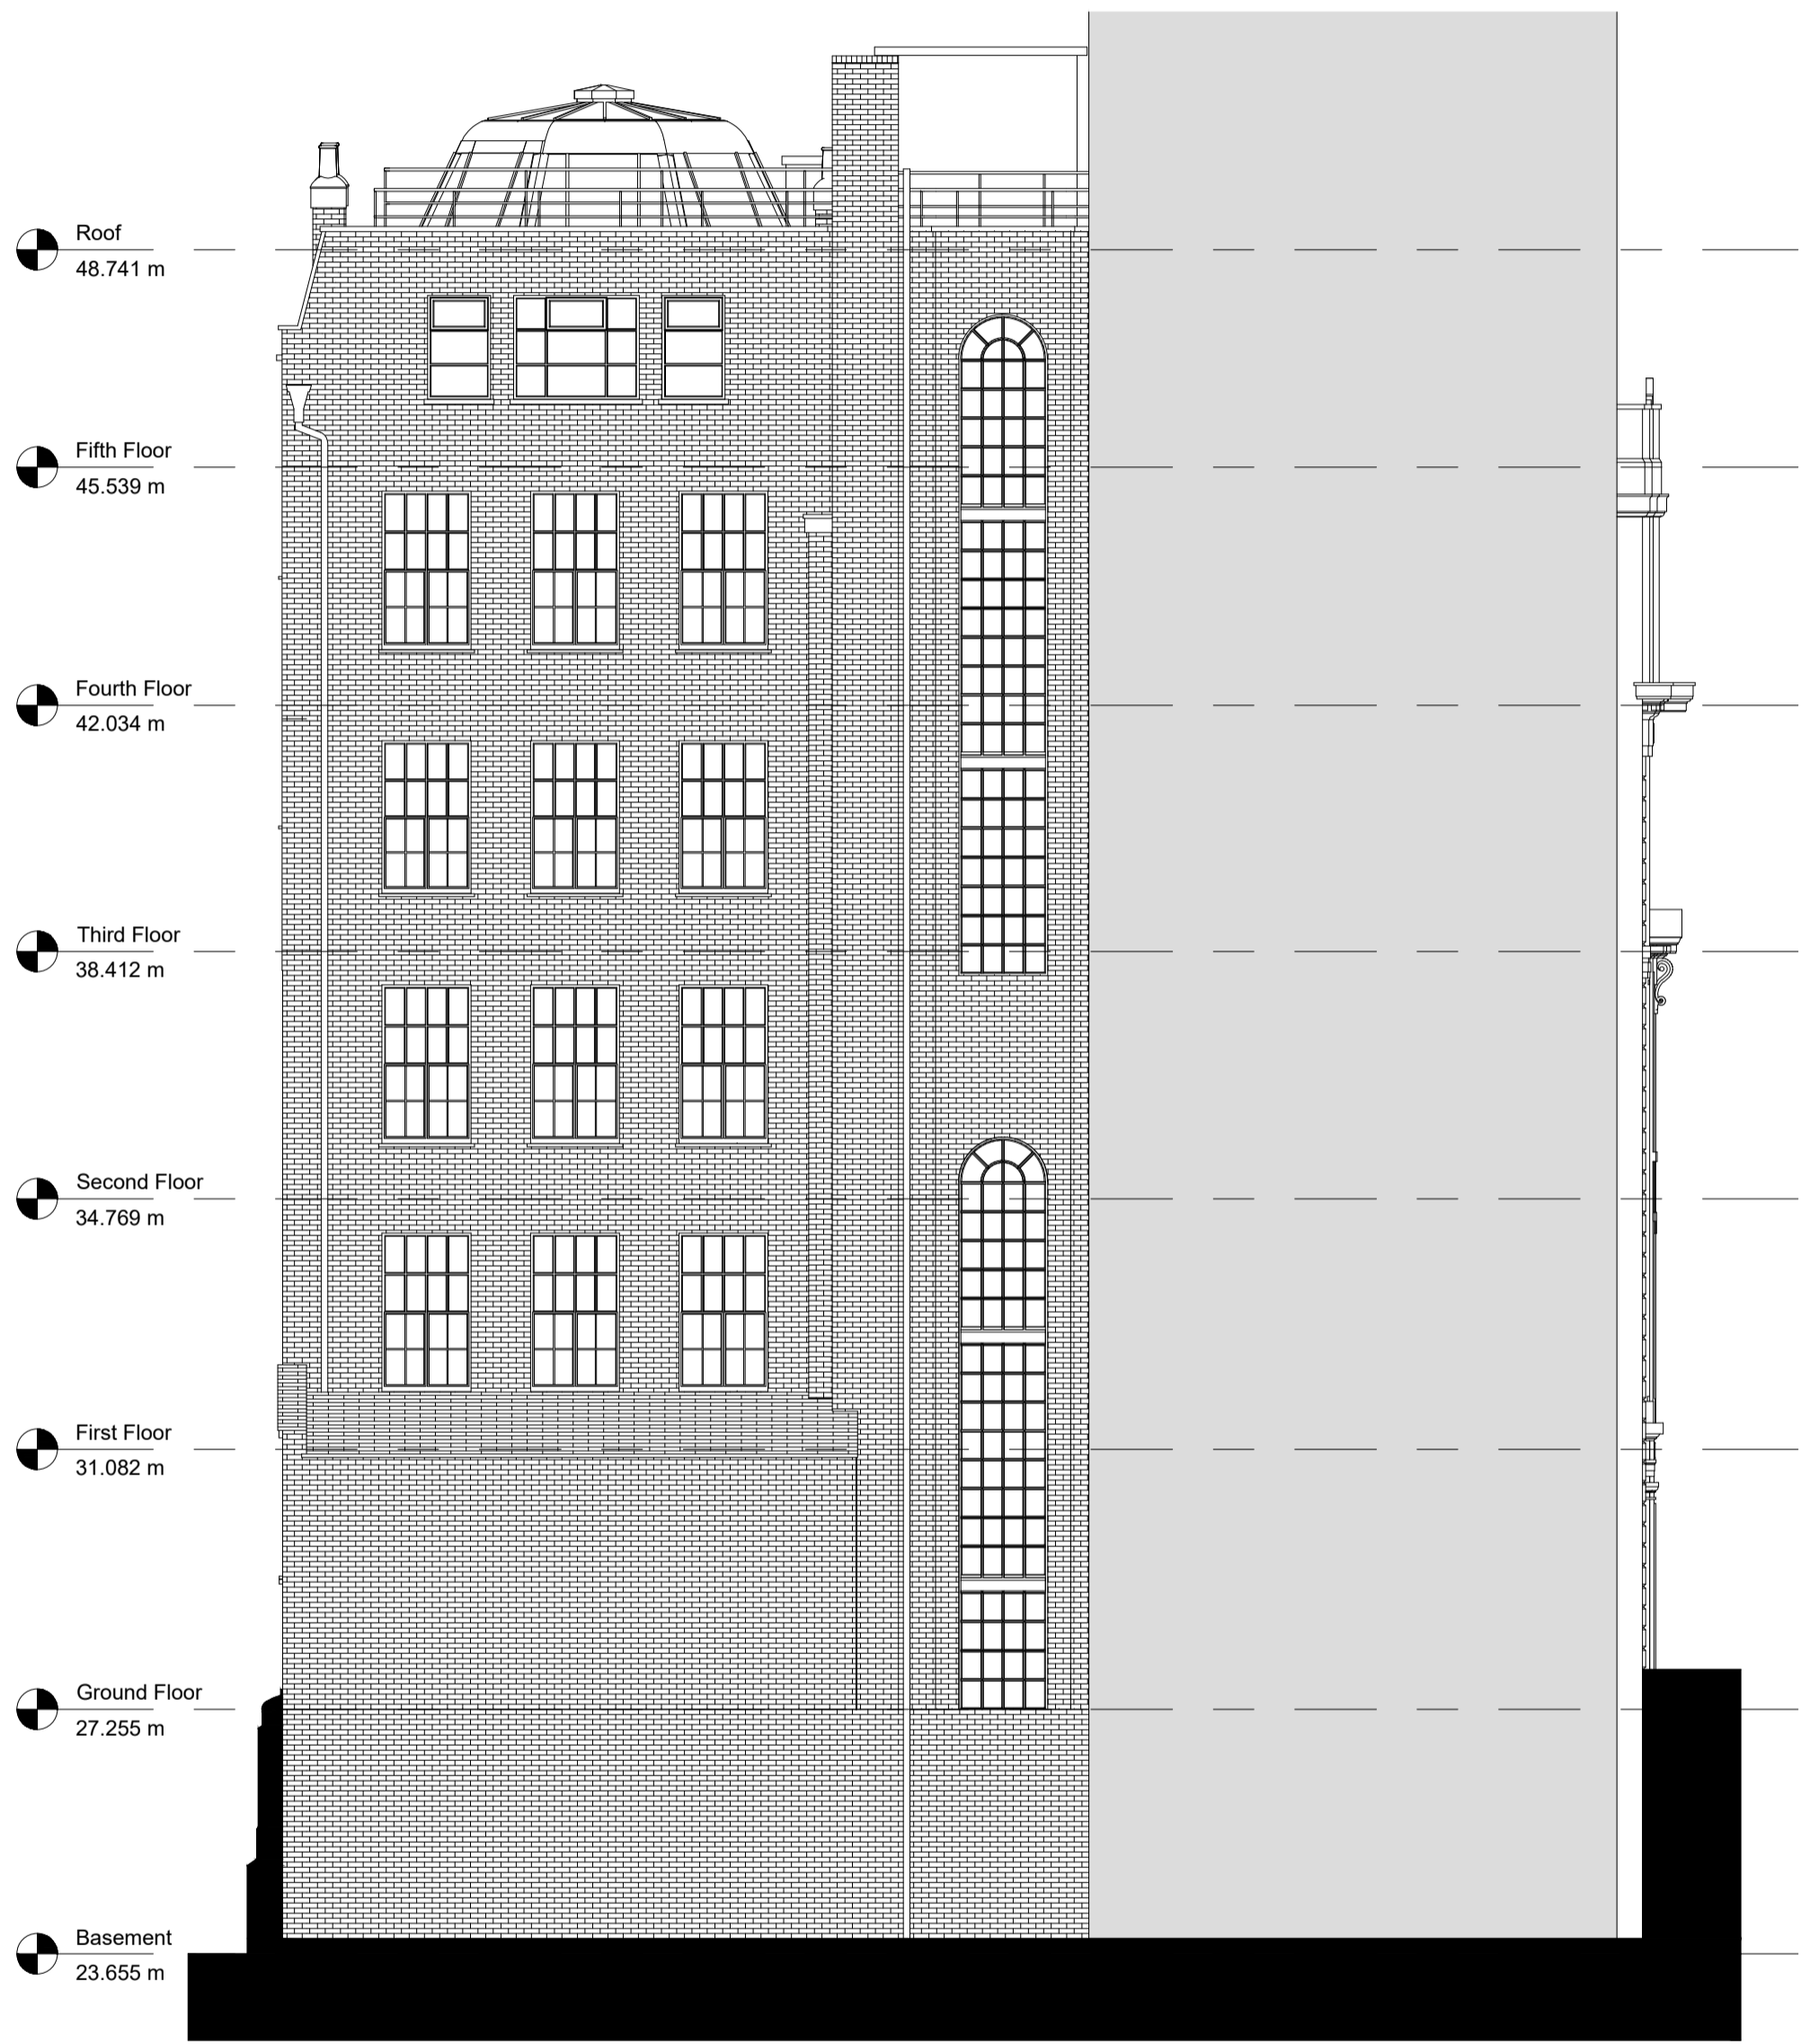 Roof
48.741 m
Fifth Floor
45.539 m
Fourth Floor
42.034 m
Third Floor
38.412 m
Second Floor
34.769 m
First Floor
31.082 m
Ground Floor
27.255 m
Basement
23.655 m